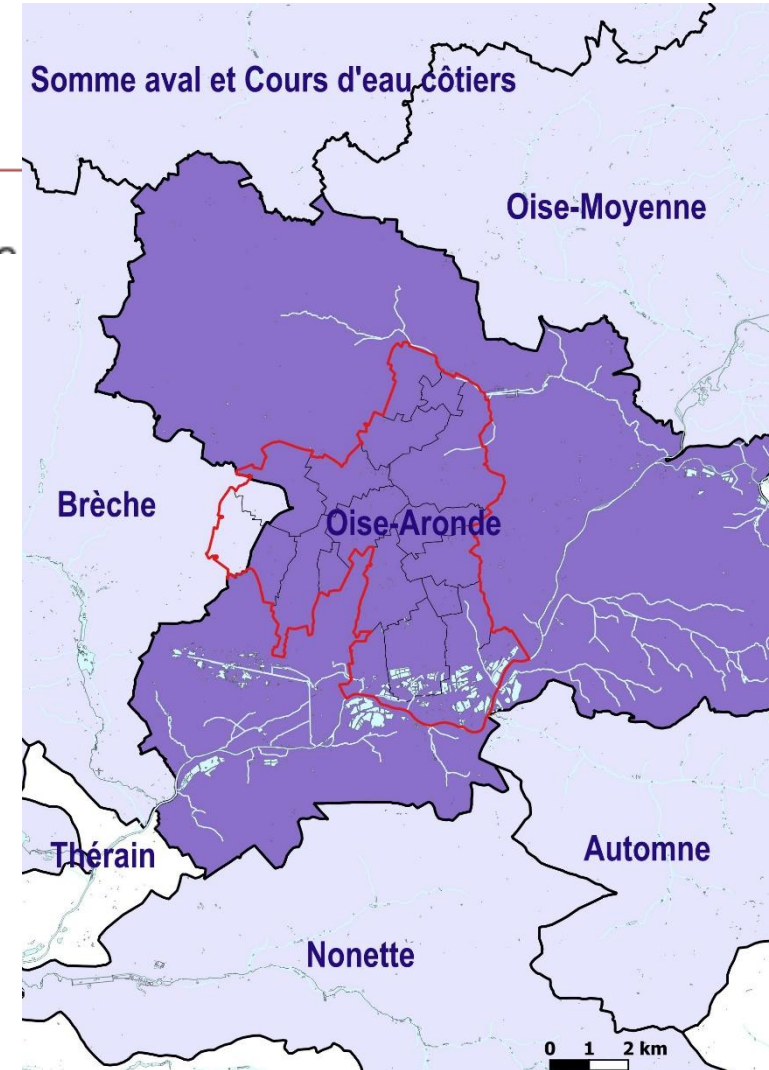 Somme aval et Cours d'eau côtiers
Oise-Moyenne
Brèche
Oise-Aronde
Thérain
Automne
Nonette
0 1 2 km